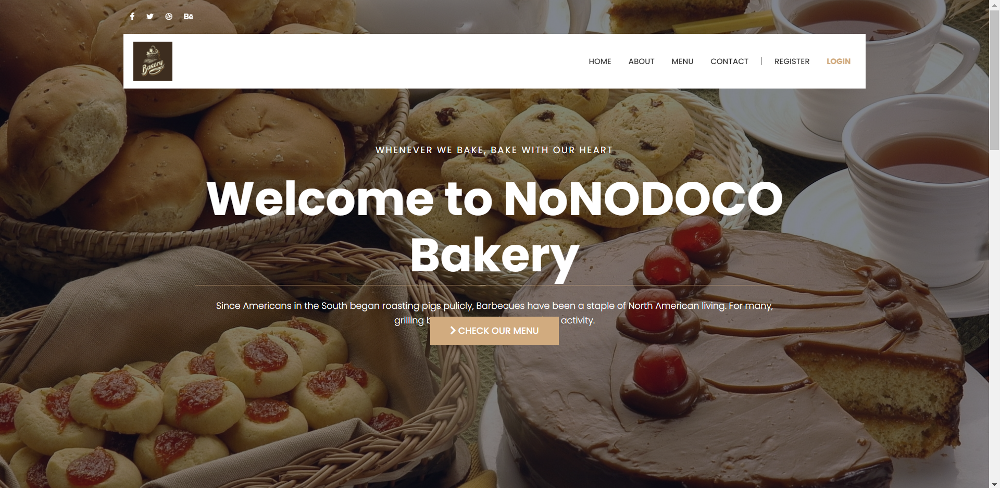 Bē
Bakery
HOME ABOUT MENU CONTACT | REGISTER LOGIN
WHENEVER WE BAKE, BAKE WITH OUR HEART
Welcome to NoNODOCO
Bakery
Since Americans in the South began roasting pigs pulicly, Barbecues have been a staple of North American living. For many,
grilling activity.
CHECK OUR MENU